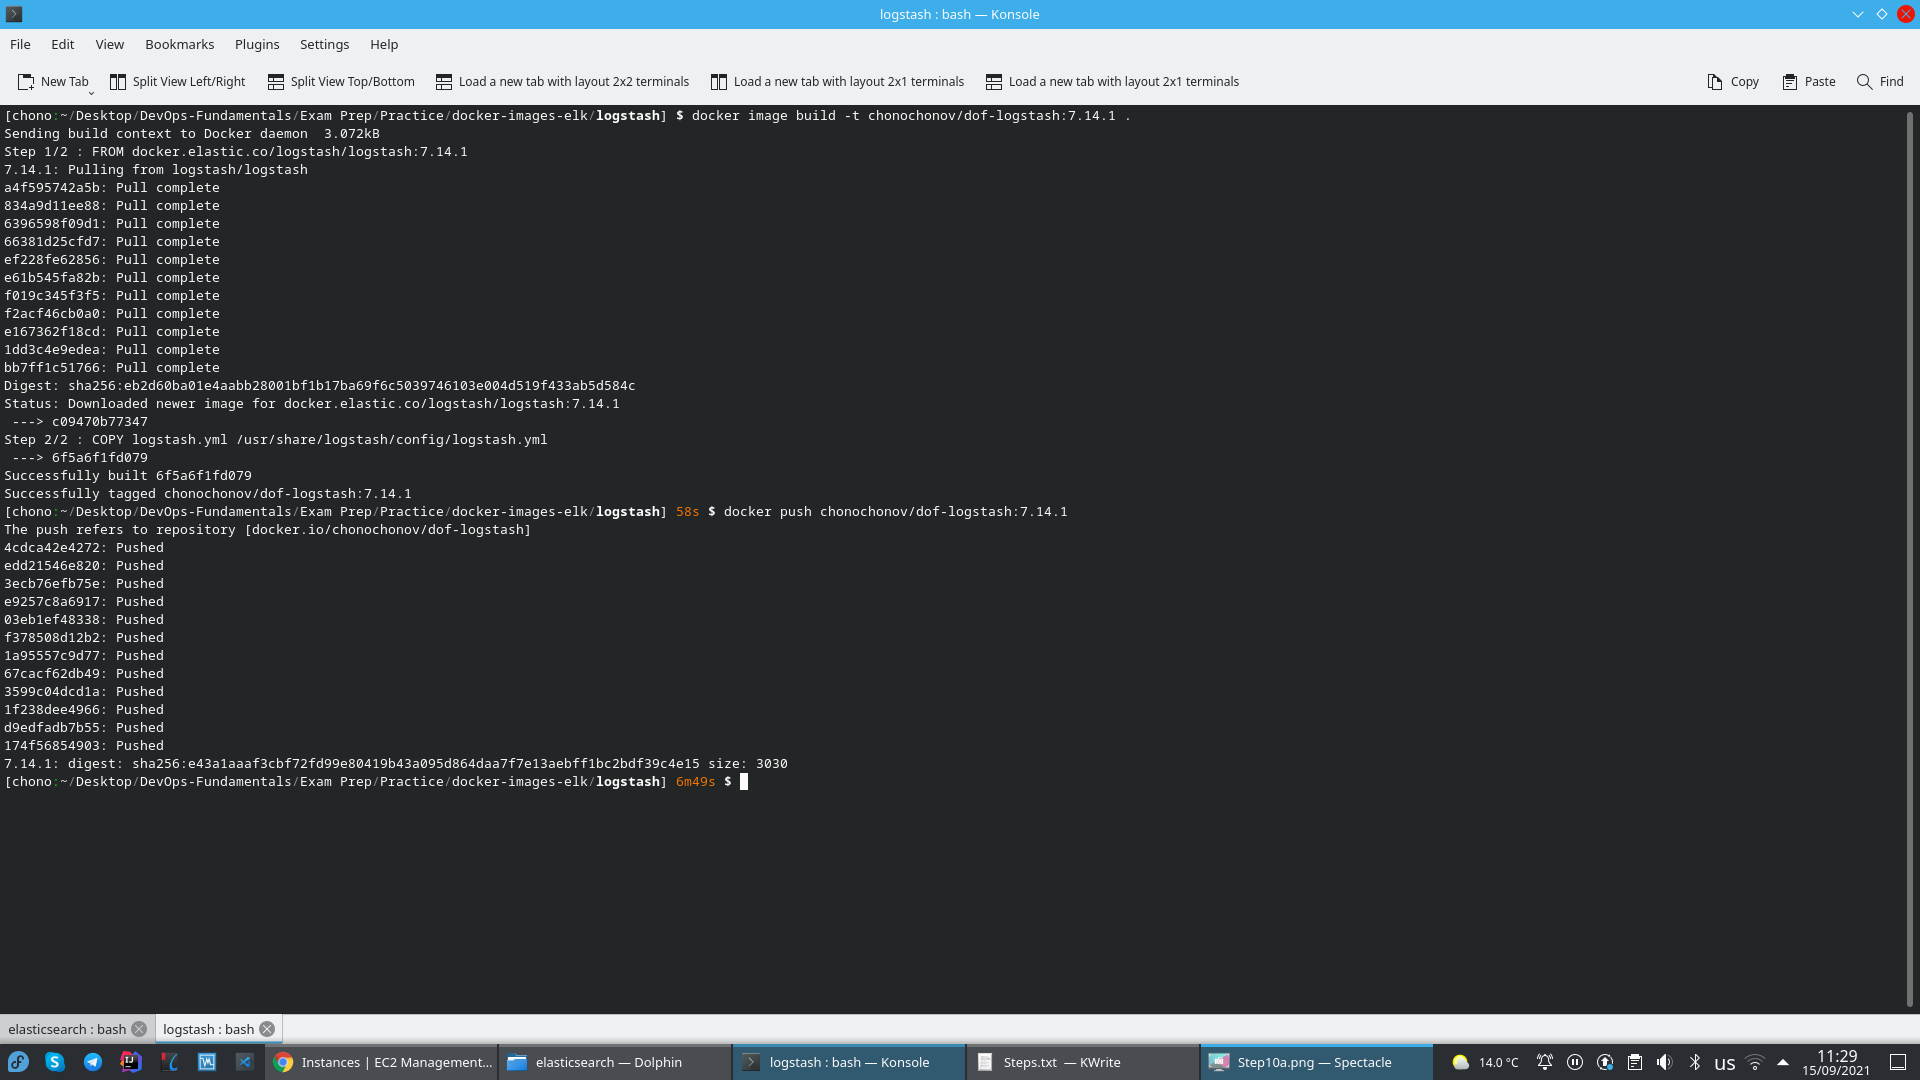 logstash : bash — Konsole
File Edit View Bookmarks Plugins Settings Help
New Tab Split View Left/Right Split View Top/Bottom Load a new tab with layout 2x2 terminals Load a new tab with layout 2x1 terminals Load a new tab with layout 2x1 terminals Copy Paste Find
[chono:~/Desktop/DevOps-Fundamentals/Exam Prep/Practice/docker-images-elk/logstash] $ docker image build -t chonochonov/dof-logstash:7.14.1 .
Sending build context to Docker daemon  3.072kB
Step 1/2 : FROM docker.elastic.co/logstash/logstash:7.14.1
7.14.1: Pulling from logstash/logstash
a4f595742a5b: Pull complete
834a9d11ee88: Pull complete
6396598f09d1: Pull complete
66381d25cfd7: Pull complete
ef228fe62856: Pull complete
e61b545fa82b: Pull complete
f019c345f3f5: Pull complete
f2acf46cb0a0: Pull complete
e167362f18cd: Pull complete
1dd3c4e9edea: Pull complete
bb7ff1c51766: Pull complete
Digest: sha256:eb2d60ba01e4aabb28001bf1b17ba69f6c5039746103e004d519f433ab5d584c
Status: Downloaded newer image for docker.elastic.co/logstash/logstash:7.14.1
 ---> c09470b77347
Step 2/2 : COPY logstash.yml /usr/share/logstash/config/logstash.yml
 ---> 6f5a6f1fd079
Successfully built 6f5a6f1fd079
Successfully tagged chonochonov/dof-logstash:7.14.1
[chono:~/Desktop/DevOps-Fundamentals/Exam Prep/Practice/docker-images-elk/logstash] 58s $ docker push chonochonov/dof-logstash:7.14.1
The push refers to repository [docker.io/chonochonov/dof-logstash]
4cdca42e4272: Pushed
edd21546e820: Pushed
3ecb76efb75e: Pushed
e9257c8a6917: Pushed
03eb1ef48338: Pushed
f378508d12b2: Pushed
1a95557c9d77: Pushed
67cacf62db49: Pushed
3599c04dcd1a: Pushed
1f238dee4966: Pushed
d9edfadb7b55: Pushed
174f56854903: Pushed
7.14.1: digest: sha256:e43a1aaaf3cbf72fd99e80419b43a095d864daa7f7e13aebff1bc2bdf39c4e15 size: 3030
[chono:~/Desktop/DevOps-Fundamentals/Exam Prep/Practice/docker-images-elk/logstash] 6m49s $
elasticsearch : bash logstash : bash
Instances | EC2 Management... elasticsearch — Dolphin logstash : bash — Konsole Steps.txt — KWrite Step10a.png — Spectacle 14.0 °C us 11:29
15/09/2021